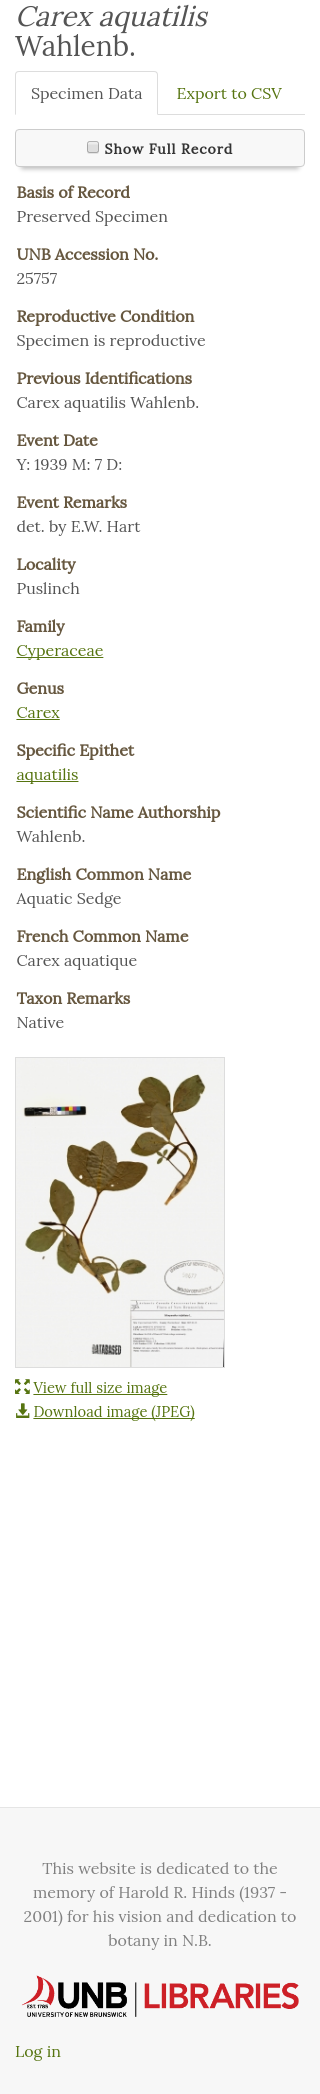 Carex aquatilis
Wahlenb.
Specimen Data
Export to CSV
Show Full Record
Basis of Record
Preserved Specimen
UNB Accession No.
25757
Reproductive Condition
Specimen is reproductive
Previous Identifications
Carex aquatilis Wahlenb.
Event Date
Y: 1939 M: 7 D:
Event Remarks
det. by E.W. Hart
Locality
Puslinch
Family
Cyperaceae
Genus
Carex
Specific Epithet
aquatilis
Scientific Name Authorship
Wahlenb.
English Common Name
Aquatic Sedge
French Common Name
Carex aquatique
Taxon Remarks
Native
DATABASED
View full size image
Download image (JPEG)
This website is dedicated to the
memory of Harold R. Hinds (1937 -
2001) for his vision and dedication to
botany in N.B.
EST. 1785 UNB LIBRARIES
UNIVERSITY OF NEW BRUNSWICK
Log in